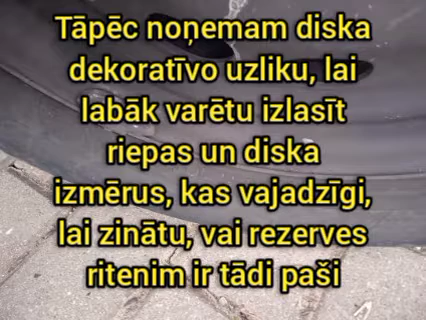 Tāpēc noņemam diska
dekoratīvo uzliku, lai
labāk varētu izlasīt
riepas un diska
izmērus, kas vajadzīgi,
lai zinātu, vai rezerves
ritenim ir tādi paši